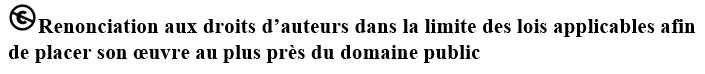 Renonciation aux droits d’auteurs dans la limite des lois applicables afin
de placer son œuvre au plus près du domaine public